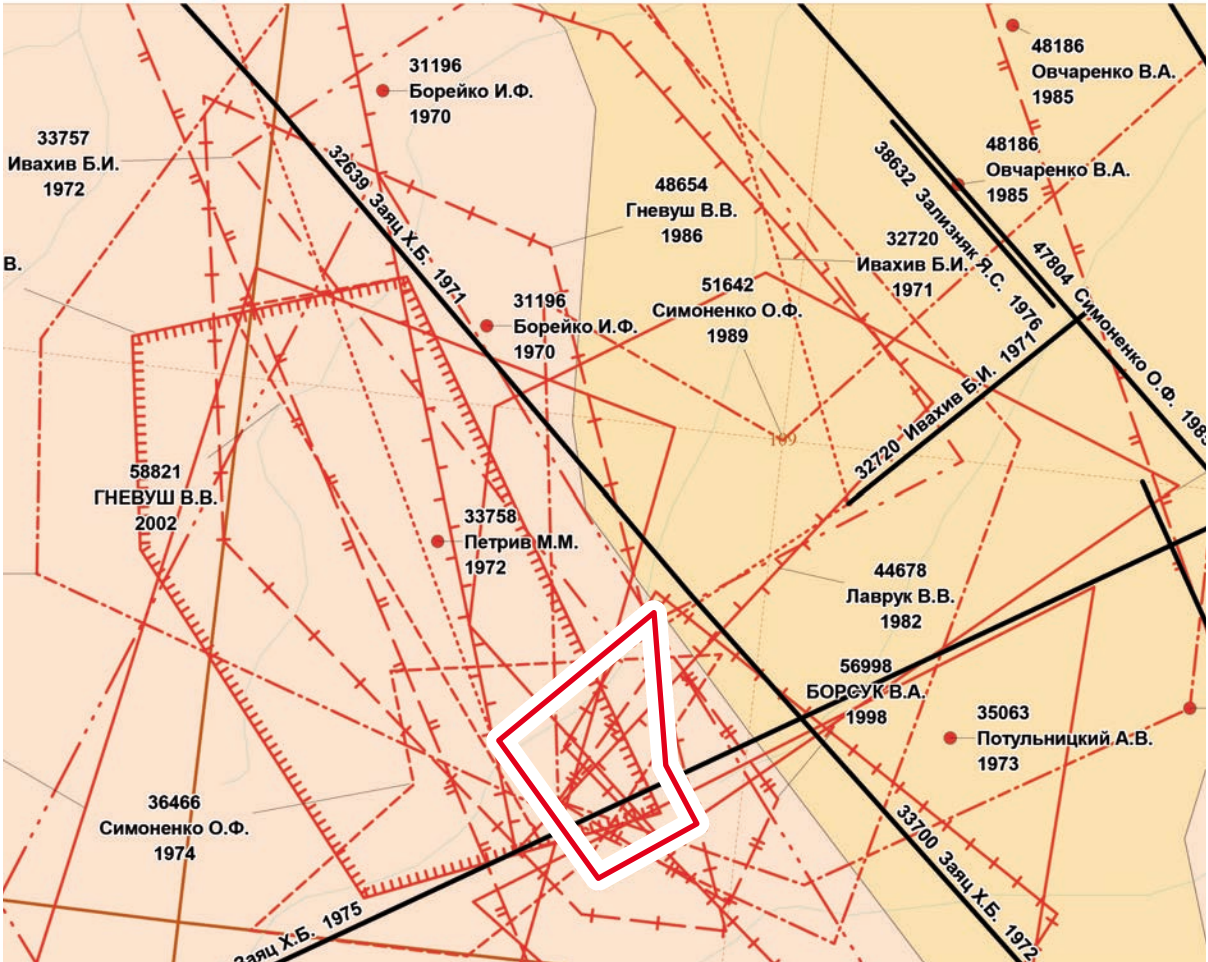 31196
Борейко И.Ф.
1970
48186
Овчаренко В.А.
1985
33757
Ивахив Б.И.
1972
32639 Заяц Х.Б. 1971
48654
Гневуш В.В.
1986
38632 Зализняк Я.С. 1976
48186
Овчаренко В.А.
1985
32720
Ивахив Б.И.
1971
47804 Симоненко О.Ф. 1985
В.
31196
Борейко И.Ф.
1970
51642
Симоненко О.Ф.
1989
32720 Ивахив Б.И. 1971
109
58821
ГНЕВУШ В.В.
2002
33758
Петрив М.М.
1972
44678
Лаврук В.В.
1982
56998
БОРСУК В.А.
1998
35063
Потульницкий А.В.
1973
36466
Симоненко О.Ф.
1974
33700 Заяц Х.Б. 1972
Заяц Х.Б. 1975